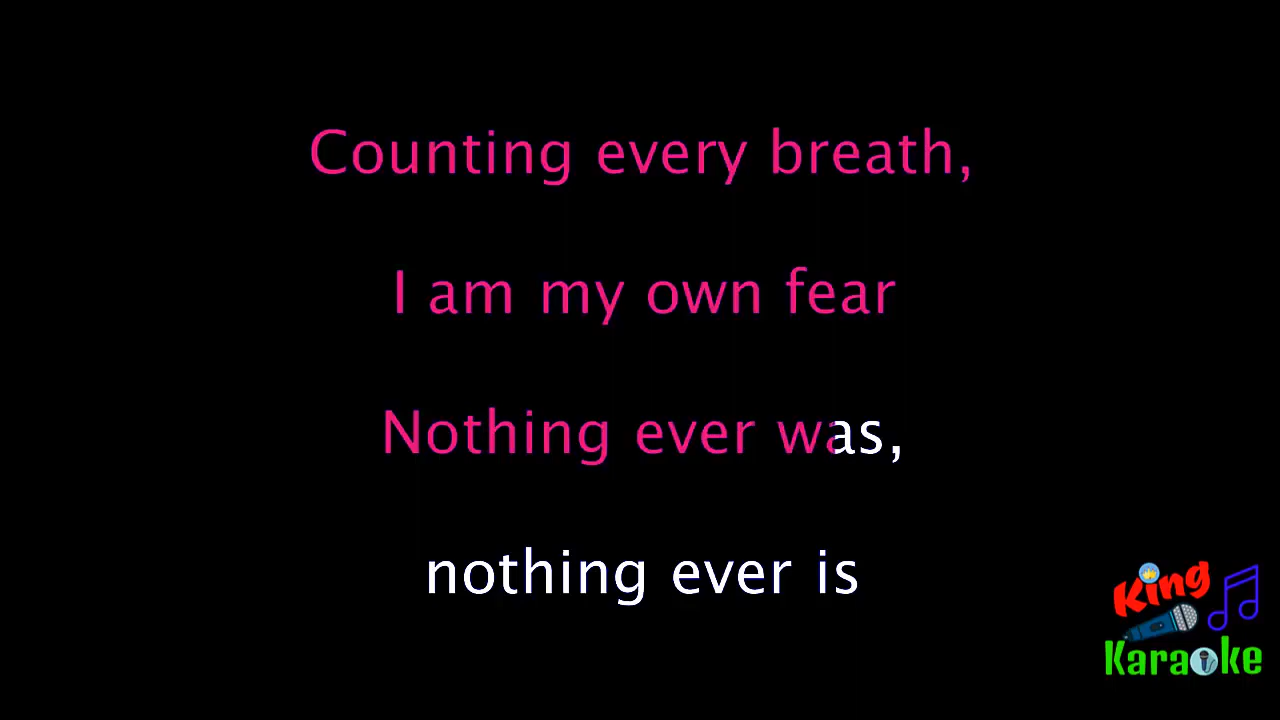 Counting every breath,
I am my own fear
Nothing ever was,
nothing ever is
King
Karaoke